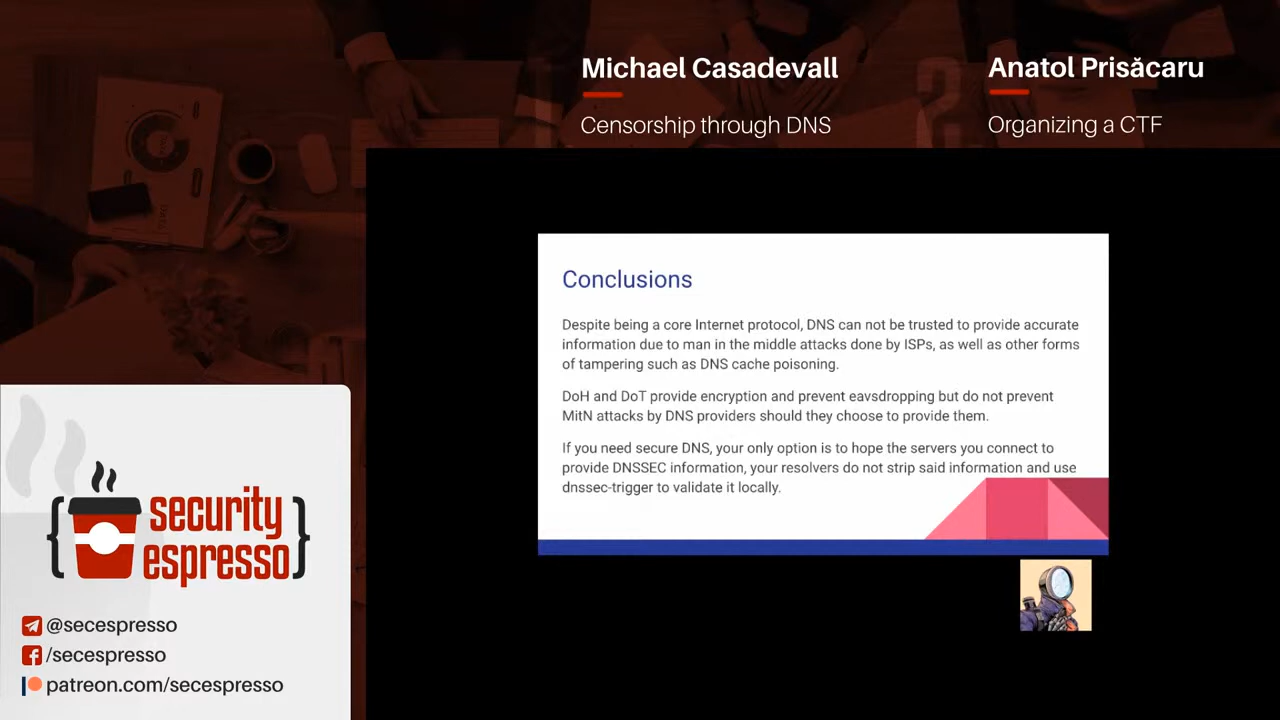 Michael Casadevall
Censorship through DNS
Anatol Prisăcaru
Organizing a CTF
Conclusions
Despite being a core Internet protocol, DNS can not be trusted to provide accurate
information due to man in the middle attacks done by ISPs, as well as other forms
of tampering such as DNS cache poisoning.
DoH and DoT provide encryption and prevent eavsdropping but do not prevent
MitN attacks by DNS providers should they choose to provide them.
If you need secure DNS, your only option is to hope the servers you connect to
provide DNSSEC information, your resolvers do not strip said information and use
dnssec-trigger to validate it locally.
{security
espresso}
@secespresso
/secespresso
patreon.com/secespresso